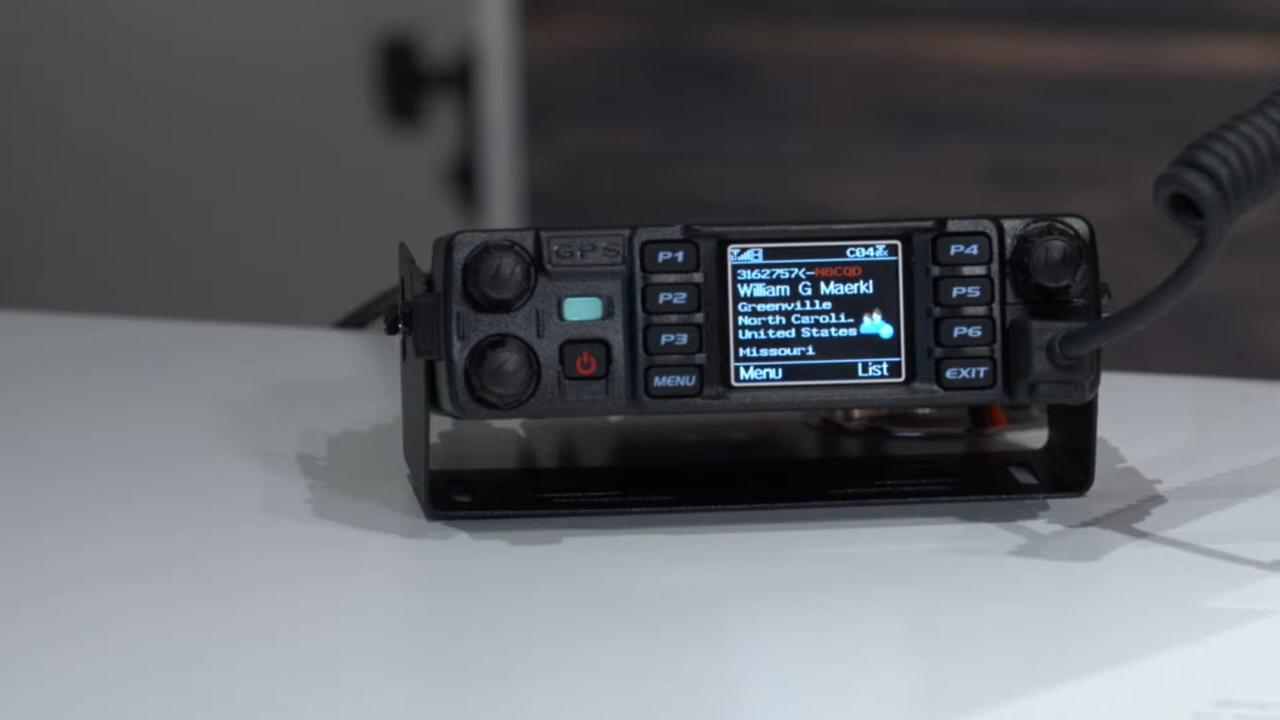 GPS
P1
P2
P3
MENU
C04
3162757<-N8CQD
William G Maerkl
Greenville
North Caroli..
United States
Missouri
Menu List
P4
P5
P6
EXIT